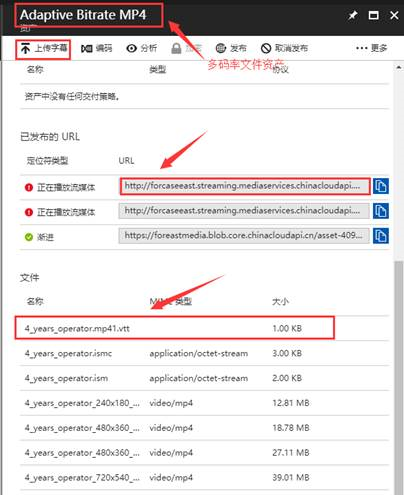 Adaptive Bitrate MP4
资产
上传字幕 编码 分析 加密 发布 取消发布 ... 更多
多码率文件资产
名称 类型 协议
资产中没有任何交付策略。
已发布的 URL
定位符类型 URL
正在播放流媒体 http://forcaseeast.streaming.mediaservices.chinacloudapi....
正在播放流媒体 http://forcaseeast.streaming.mediaservices.chinacloudapi....
渐进 https://foreastmedia.blob.core.chinacloudapi.cn/asset-409...
文件
名称 MIME 类型 大小
4_years_operator.mp41.vtt 1.00 KB
4_years_operator.ismc application/octet-stream 3.00 KB
4_years_operator.ism application/octet-stream 2.00 KB
4_years_operator_240x180_... video/mp4 12.81 MB
4_years_operator_480x360_... video/mp4 18.78 MB
4_years_operator_480x360_... video/mp4 27.11 MB
4_years_operator_720x540_... video/mp4 39.01 MB